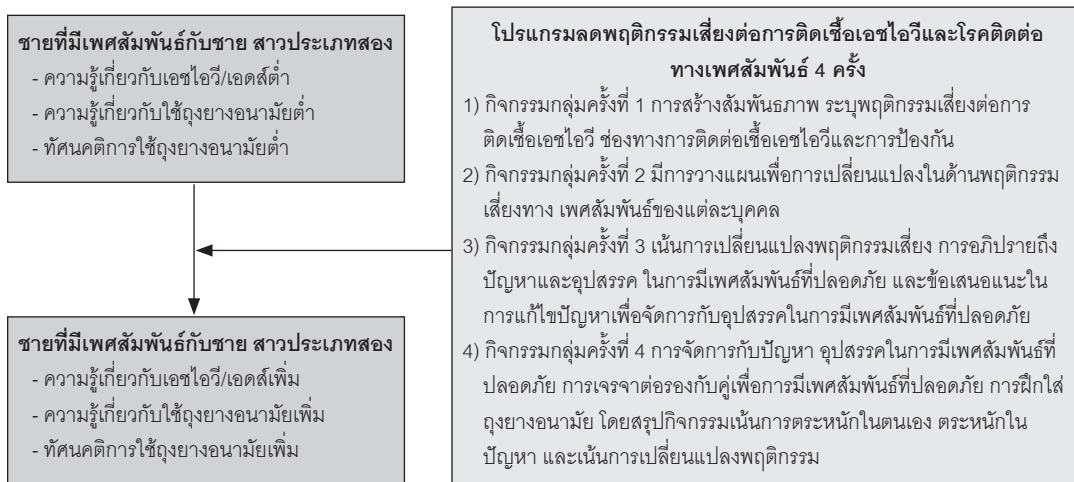 ชายที่มีเพศสัมพันธ์กับชาย สาวประเภทสอง
- ความรู้เกี่ยวกับเอชไอวี/เอดส์ต่ำ
- ความรู้เกี่ยวกับใช้ถุงยางอนามัยต่ำ
- ทัศนคติการใช้ถุงยางอนามัยต่ำ
ชายที่มีเพศสัมพันธ์กับชาย สาวประเภทสอง
- ความรู้เกี่ยวกับเอชไอวี/เอดส์เพิ่ม
- ความรู้เกี่ยวกับใช้ถุงยางอนามัยเพิ่ม
- ทัศนคติการใช้ถุงยางอนามัยเพิ่ม
โปรแกรมลดพฤติกรรมเสี่ยงต่อการติดเชื้อเอชไอวีและโรคติดต่อ
ทางเพศสัมพันธ์ 4 ครั้ง
1) กิจกรรมกลุ่มครั้งที่ 1 การสร้างสัมพันธภาพ ระบุพฤติกรรมเสี่ยงต่อการ
ติดเชื้อเอชไอวี ช่องทางการติดต่อเชื้อเอชไอวีและการป้องกัน
2) กิจกรรมกลุ่มครั้งที่ 2 มีการวางแผนเพื่อการเปลี่ยนแปลงในด้านพฤติกรรม
เสี่ยงทาง เพศสัมพันธ์ของแต่ละบุคคล
3) กิจกรรมกลุ่มครั้งที่ 3 เน้นการเปลี่ยนแปลงพฤติกรรมเสี่ยง การอภิปรายถึง
ปัญหาและอุปสรรค ในการมีเพศสัมพันธ์ที่ปลอดภัย และข้อเสนอแนะใน
การแก้ไขปัญหาเพื่อจัดการกับอุปสรรคในการมีเพศสัมพันธ์ที่ปลอดภัย
4) กิจกรรมกลุ่มครั้งที่ 4 การจัดการกับปัญหา อุปสรรคในการมีเพศสัมพันธ์ที่
ปลอดภัย การเจรจาต่อรองกับคู่เพื่อการมีเพศสัมพันธ์ที่ปลอดภัย การฝึกใส่
ถุงยางอนามัย โดยสรุปกิจกรรมเน้นการตระหนักในตนเอง ตระหนักใน
ปัญหา และเน้นการเปลี่ยนแปลงพฤติกรรม